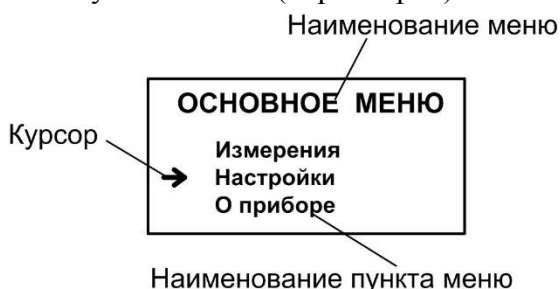 Наименование меню
ОСНОВНОЕ МЕНЮ
Курсор
Измерения
Настройки
О приборе
Наименование пункта меню